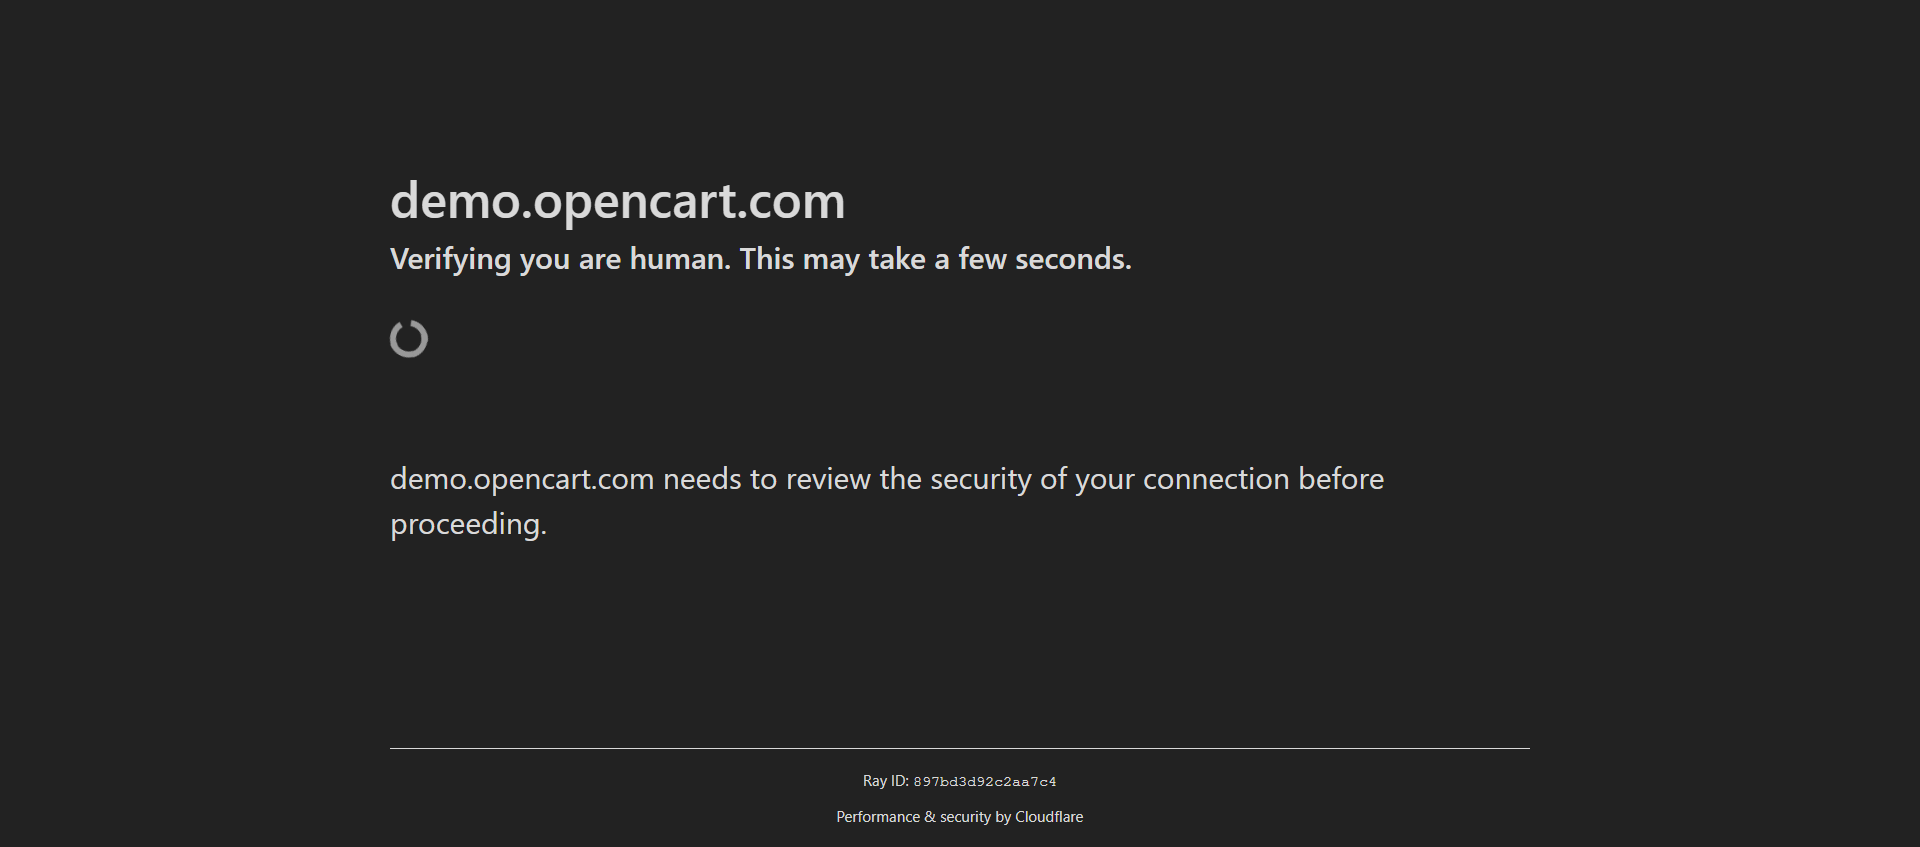 demo.opencart.com
Verifying you are human. This may take a few seconds.
demo.opencart.com needs to review the security of your connection before
proceeding.
Ray ID: 897bd3d92c2aa7c4
Performance & security by Cloudflare